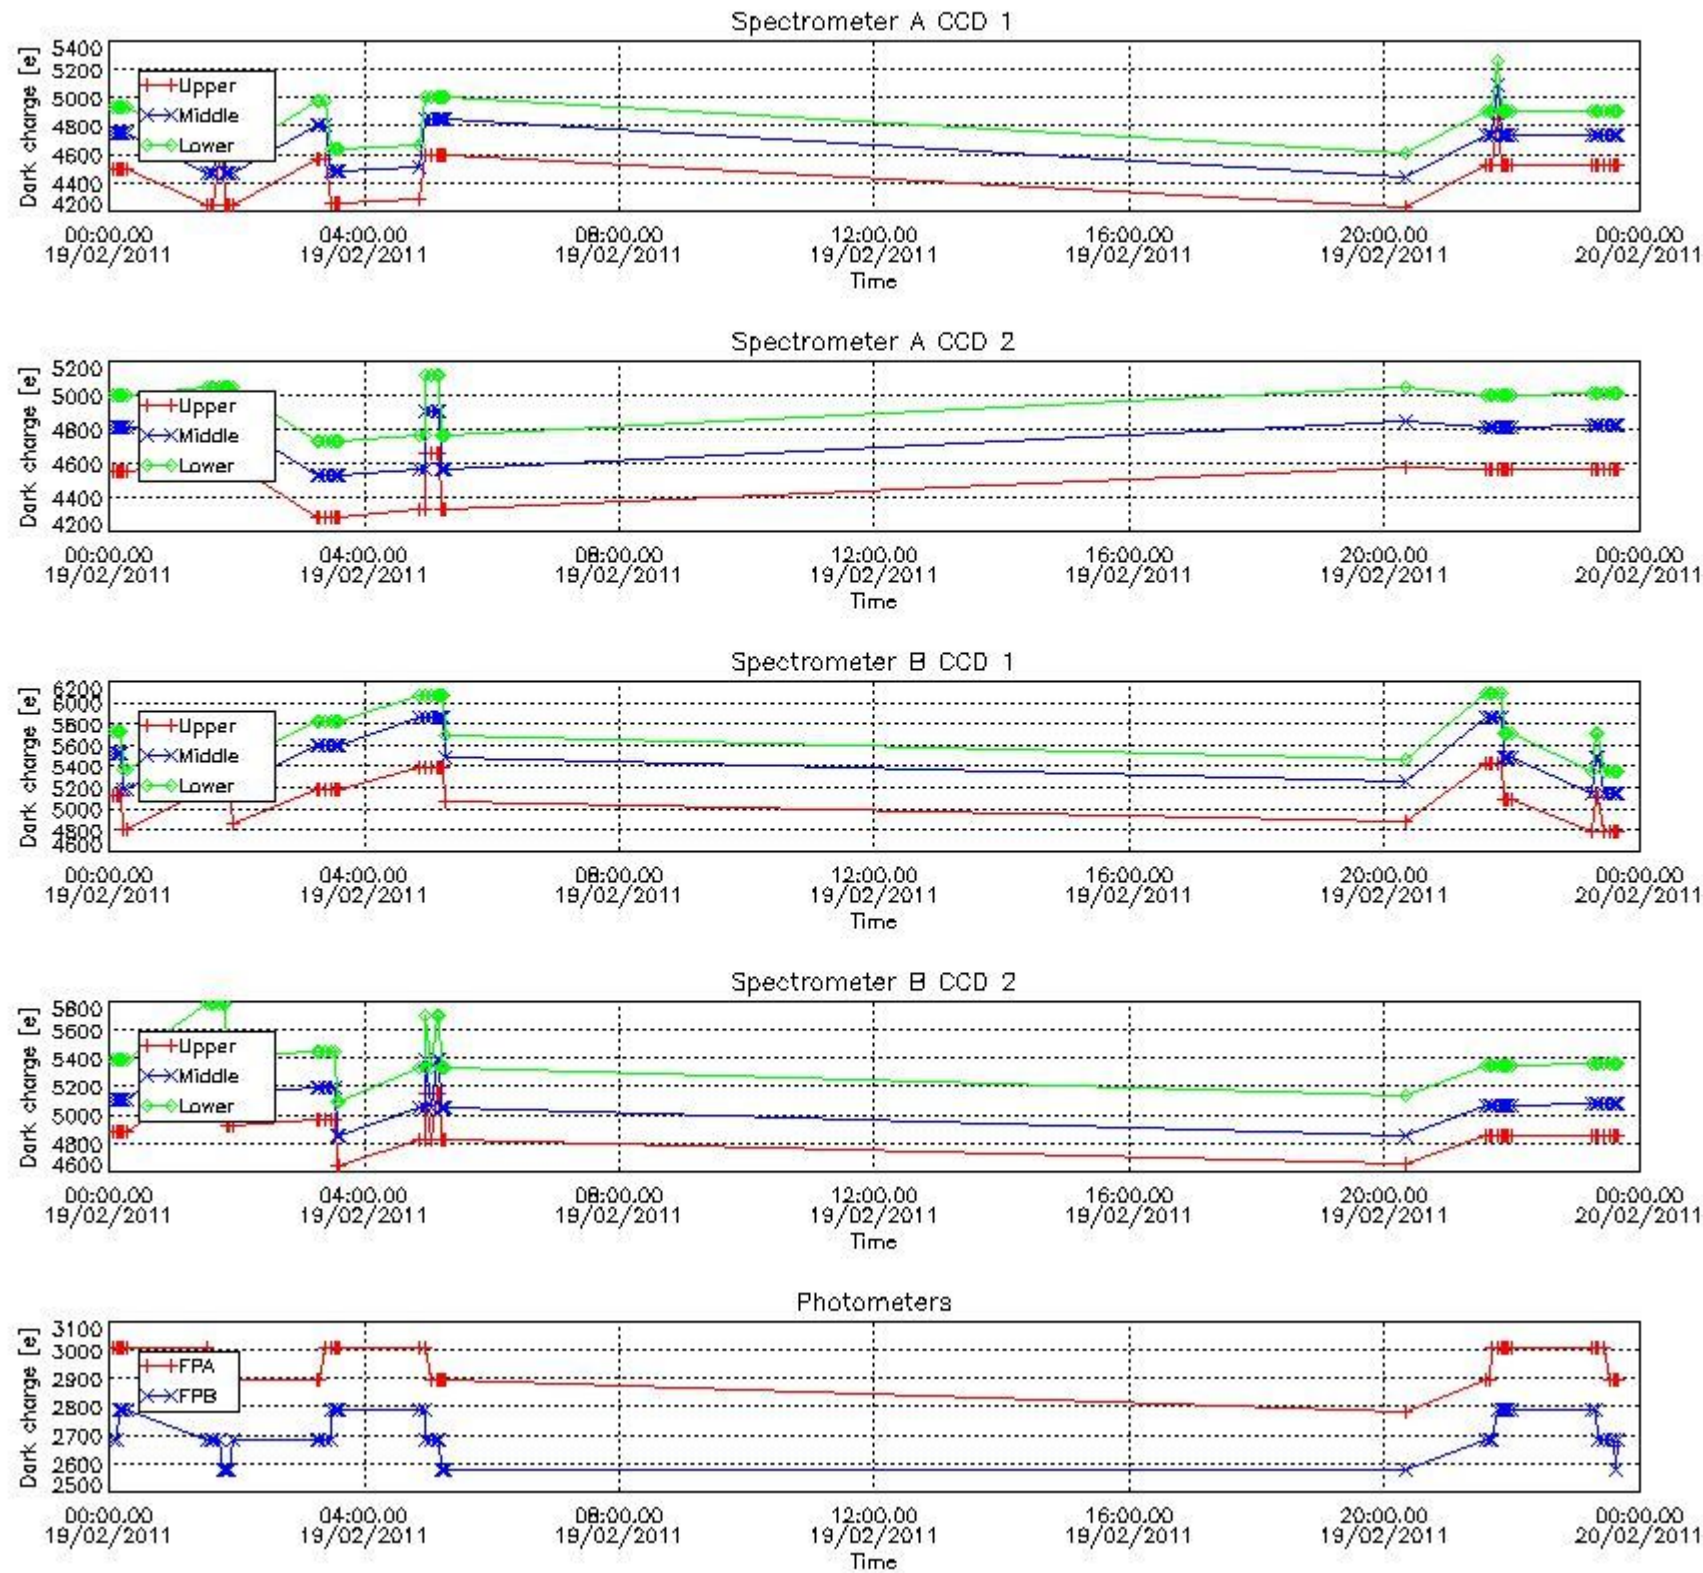 Spectrometer A CCD 1
Dark charge [e]
5400
5200
5000
4800
4600
4400
4200
Upper
Middle
Lower
00:00.00 04:00.00 08:00.00 12:00.00 16:00.00 20:00.00 00:00.00
19/02/2011 19/02/2011 19/02/2011 19/02/2011 19/02/2011 19/02/2011 20/02/2011
Time
Spectrometer A CCD 2
Dark charge [e]
5200
5000
4800
4600
4400
4200
Upper
Middle
Lower
00:00.00 04:00.00 08:00.00 12:00.00 16:00.00 20:00.00 00:00.00
19/02/2011 19/02/2011 19/02/2011 19/02/2011 19/02/2011 19/02/2011 20/02/2011
Time
Spectrometer B CCD 1
Dark charge [e]
6200
6000
5800
5600
5400
5200
5000
4800
4600
Upper
Middle
Lower
00:00.00 04:00.00 08:00.00 12:00.00 16:00.00 20:00.00 00:00.00
19/02/2011 19/02/2011 19/02/2011 19/02/2011 19/02/2011 19/02/2011 20/02/2011
Time
Spectrometer B CCD 2
Dark charge [e]
5800
5600
5400
5200
5000
4800
4600
Upper
Middle
Lower
00:00.00 04:00.00 08:00.00 12:00.00 16:00.00 20:00.00 00:00.00
19/02/2011 19/02/2011 19/02/2011 19/02/2011 19/02/2011 19/02/2011 20/02/2011
Time
Photometers
Dark charge [e]
3100
3000
2900
2800
2700
2600
2500
FPA
FPB
00:00.00 04:00.00 08:00.00 12:00.00 16:00.00 20:00.00 00:00.00
19/02/2011 19/02/2011 19/02/2011 19/02/2011 19/02/2011 19/02/2011 20/02/2011
Time